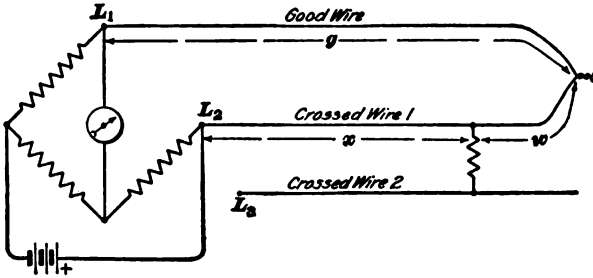 L1
Good Wire
g
L2
Crossed Wire 1
x
w
L3
Crossed Wire 2
+